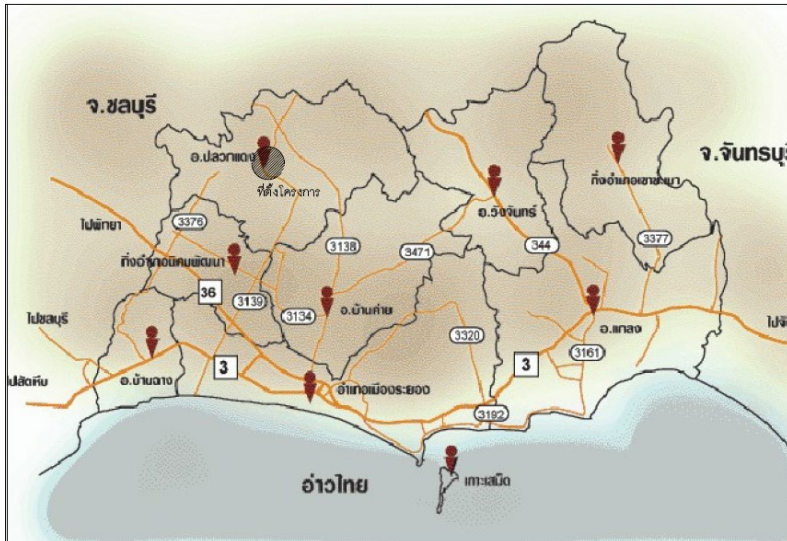 จ.ชลบุรี
อ.ปลวกแดง
ที่ตั้งโครงการ
กิ่งอำเภอเขาชะเมา
จ.จันทรบุรี
อ.วังจันทร์
ไปพัทยา
3376
3138
3471
344
3377
กิ่งอำเภอนิคมพัฒนา
36
3139
3134
อ.บ้านค่าย
3320
อ.แกลง
ไปชลบุรี
3161
ไปสัตหีบ
อ.บ้านฉาง
3
3
อำเภอเมืองระยอง
3192
อ่าวไทย
เกาะเสม็ด